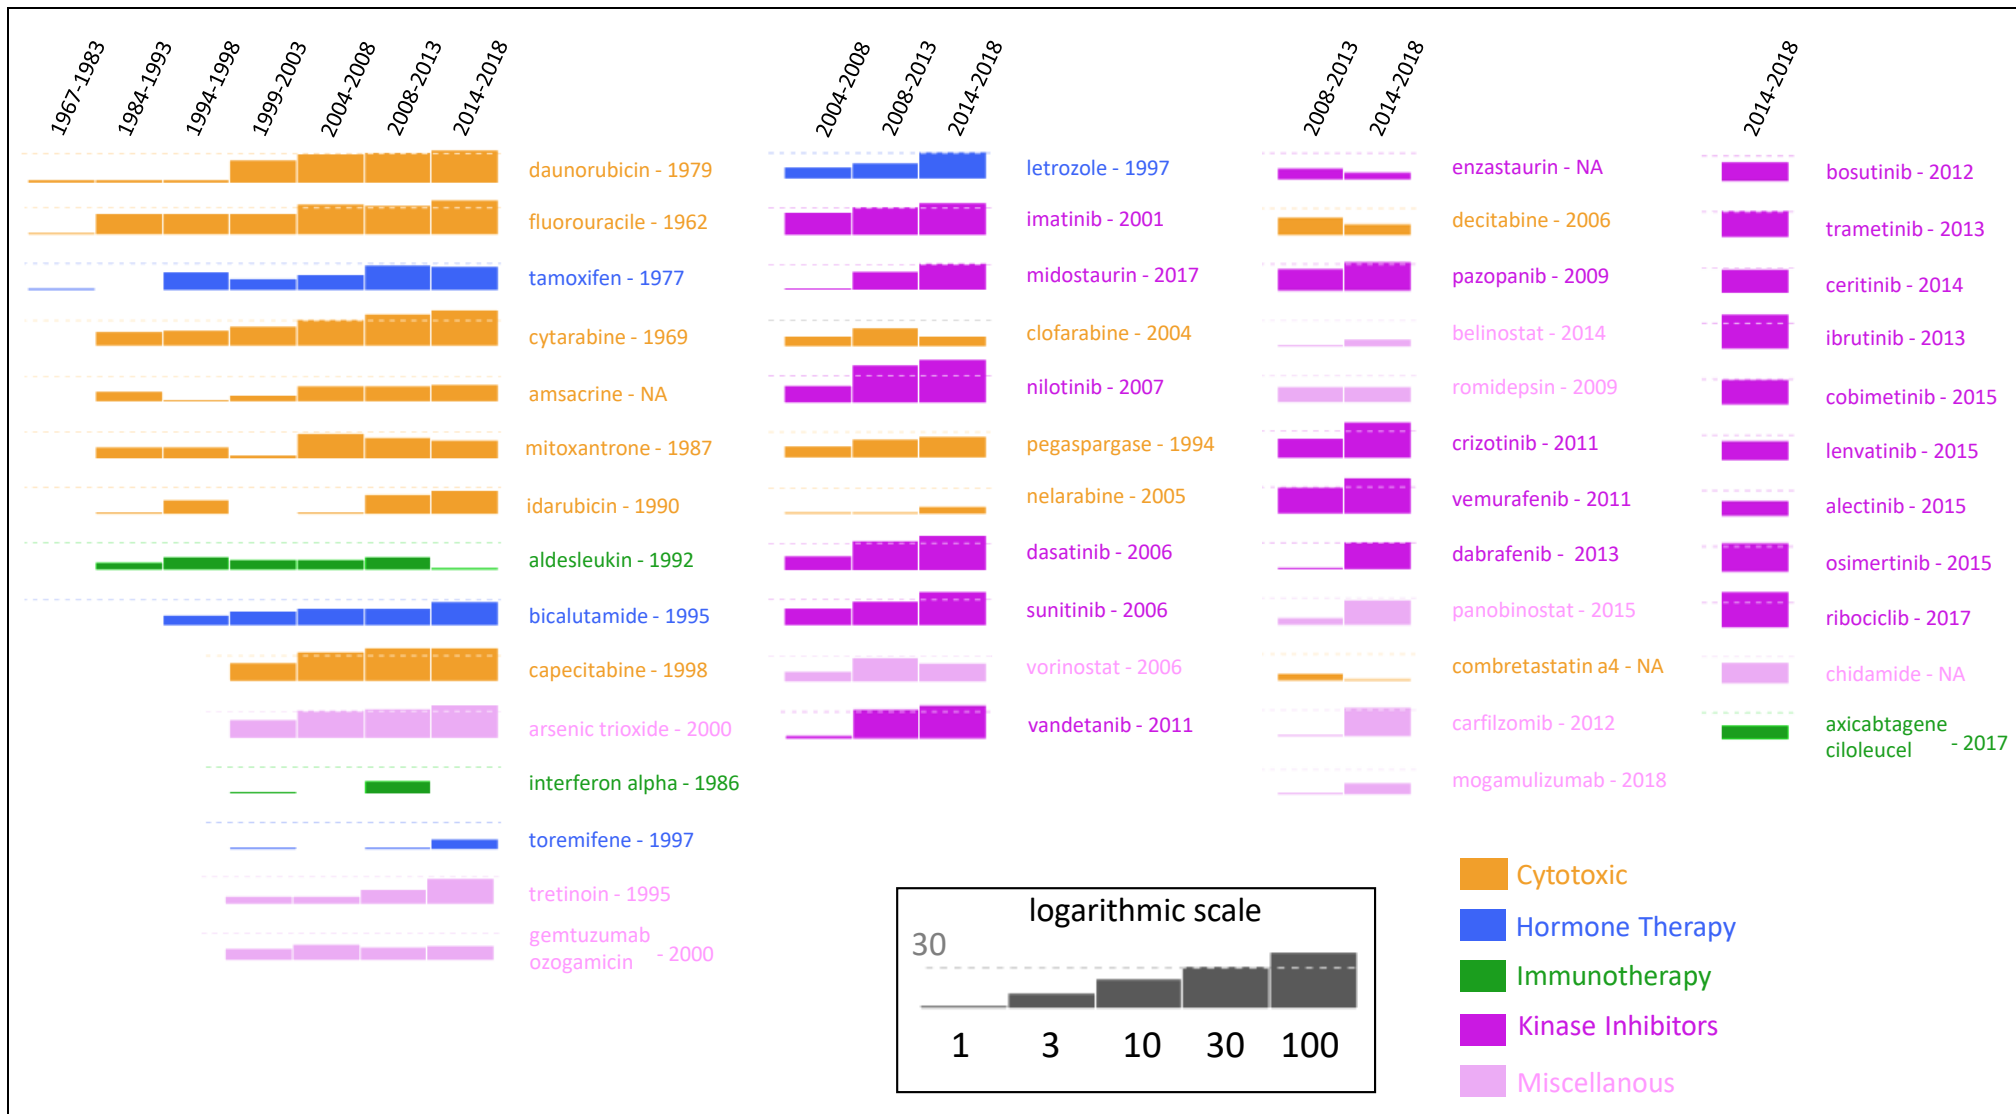 1967-1983
1984-1993
1994-1998
1999-2003
2004-2008
2008-2013
2014-2018
daunorubicin - 1979
fluorouracile - 1962
tamoxifen - 1977
cytarabine - 1969
amsacrine - NA
mitoxantrone - 1987
idarubicin - 1990
aldesleukin - 1992
bicalutamide - 1995
capecitabine - 1998
arsenic trioxide - 2000
interferon alpha - 1986
toremifene - 1997
tretinoin - 1995
gemtuzumab
ozogamicin - 2000
2004-2008
2008-2013
2014-2018
letrozole - 1997
imatinib - 2001
midostaurin - 2017
clofarabine - 2004
nilotinib - 2007
pegaspargase - 1994
nelarabine - 2005
dasatinib - 2006
sunitinib - 2006
vorinostat - 2006
vandetanib - 2011
2008-2013
2014-2018
enzastaurin - NA
decitabine - 2006
pazopanib - 2009
belinostat - 2014
romidepsin - 2009
crizotinib - 2011
vemurafenib - 2011
dabrafenib - 2013
panobinostat - 2015
combretastatin a4 - NA
carfilzomib - 2012
mogamulizumab - 2018
2014-2018
bosutinib - 2012
trametinib - 2013
ceritinib - 2014
ibrutinib - 2013
cobimetinib - 2015
lenvatinib - 2015
alectinib - 2015
osimertinib - 2015
ribociclib - 2017
chidamide - NA
axicabtagene
ciloleucel - 2017
logarithmic scale
30
1 3 10 30 100
Cytotoxic
Hormone Therapy
Immunotherapy
Kinase Inhibitors
Miscellanous